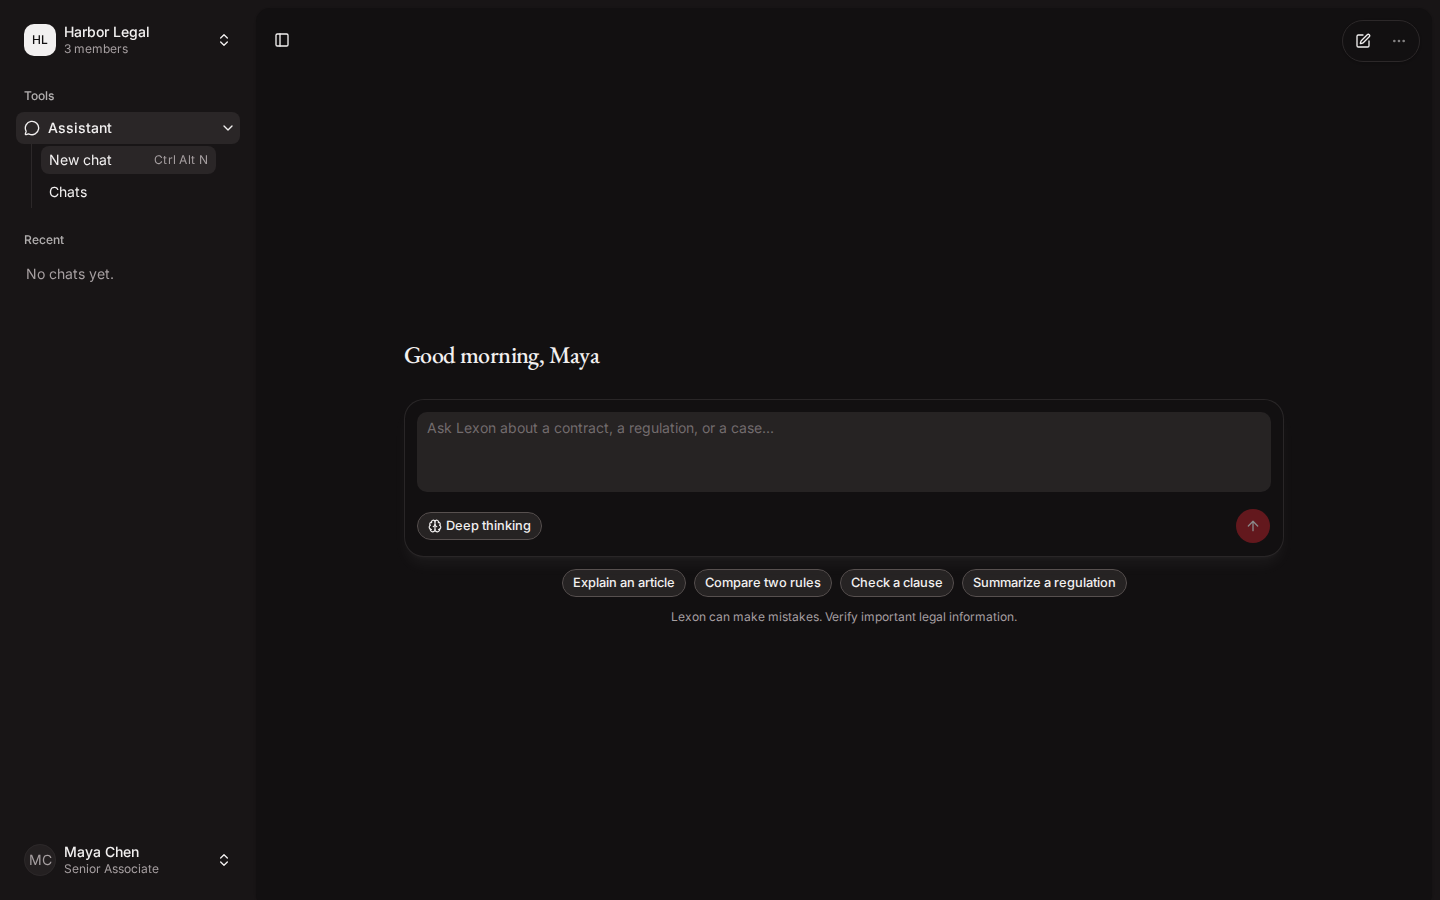 HL
Harbor Legal
3 members
Tools
Assistant
New chat Ctrl Alt N
Chats
Recent
No chats yet.
Good morning, Maya
Ask Lexon about a contract, a regulation, or a case...
Deep thinking
Explain an article
Compare two rules
Check a clause
Summarize a regulation
Lexon can make mistakes. Verify important legal information.
MC
Maya Chen
Senior Associate